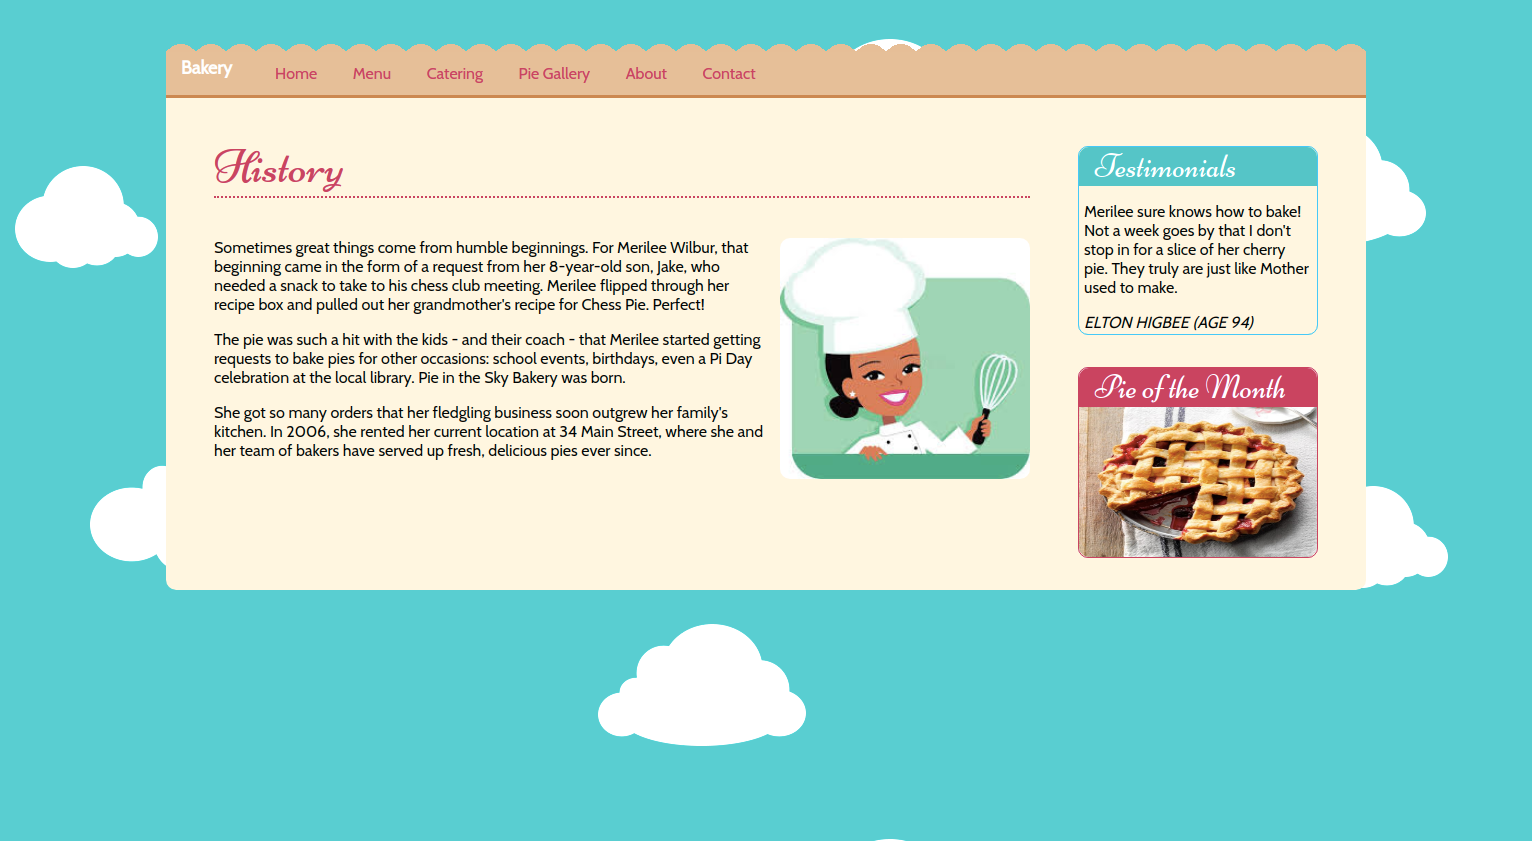 Bakery
Home Menu Catering Pie Gallery About Contact
History
Sometimes great things come from humble beginnings. For Merilee Wilbur, that
beginning came in the form of a request from her 8-year-old son, Jake, who
needed a snack to take to his chess club meeting. Merilee flipped through her
recipe box and pulled out her grandmother's recipe for Chess Pie. Perfect!
The pie was such a hit with the kids - and their coach - that Merilee started getting
requests to bake pies for other occasions: school events, birthdays, even a Pi Day
celebration at the local library. Pie in the Sky Bakery was born.
She got so many orders that her fledgling business soon outgrew her family's
kitchen. In 2006, she rented her current location at 34 Main Street, where she and
her team of bakers have served up fresh, delicious pies ever since.
Testimonials
Merilee sure knows how to bake!
Not a week goes by that I don't
stop in for a slice of her cherry
pie. They truly are just like Mother
used to make.
ELTON HIGBEE (AGE 94)
Pie of the Month